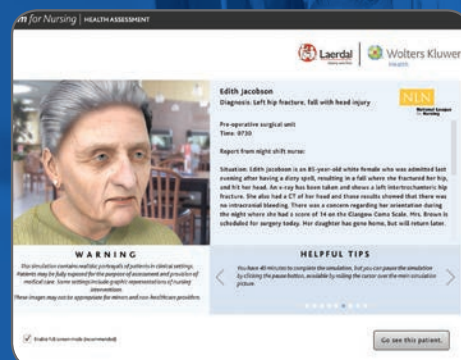 m for Nursing | HEALTH ASSESSMENT
Laerdal
Wolters Kluwer
Health
Edith Jacobson
Diagnosis: Left hip fracture, fall with head injury
NLN
National League
for Nursing
Pre-operative surgical unit
Time: 0730
Report from night shift nurse:
Situation: Edith Jacobson is an 85-year-old white female who was admitted last
evening after having a dizzy spell, resulting in a fall where she fractured her hip,
and hit her head. An x-ray has been taken and shows a left intertrochanteric hip
fracture. She also had a CT of her head and those results showed that there was
no intracranial bleeding. There was a concern regarding her orientation during
the night where she had a score of 14 on the Glasgow Coma Scale. Mrs. Brown is
scheduled for surgery today. Her daughter has gone home, but will return later.
WARNING
This simulation contains realistic portrayals of patients in clinical settings.
Patients may be fully exposed for the purpose of assessment and provision of
medical care. Some settings include graphic representations of nursing
interventions.
These images may not be appropriate for minors and non-healthcare providers.
HELPFUL TIPS
You have 40 minutes to complete the simulation, but you can pause the simulation
by clicking the pause button, available by rolling the cursor over the main simulation
picture.
Enable full screen mode (recommended)
Go see this patient.